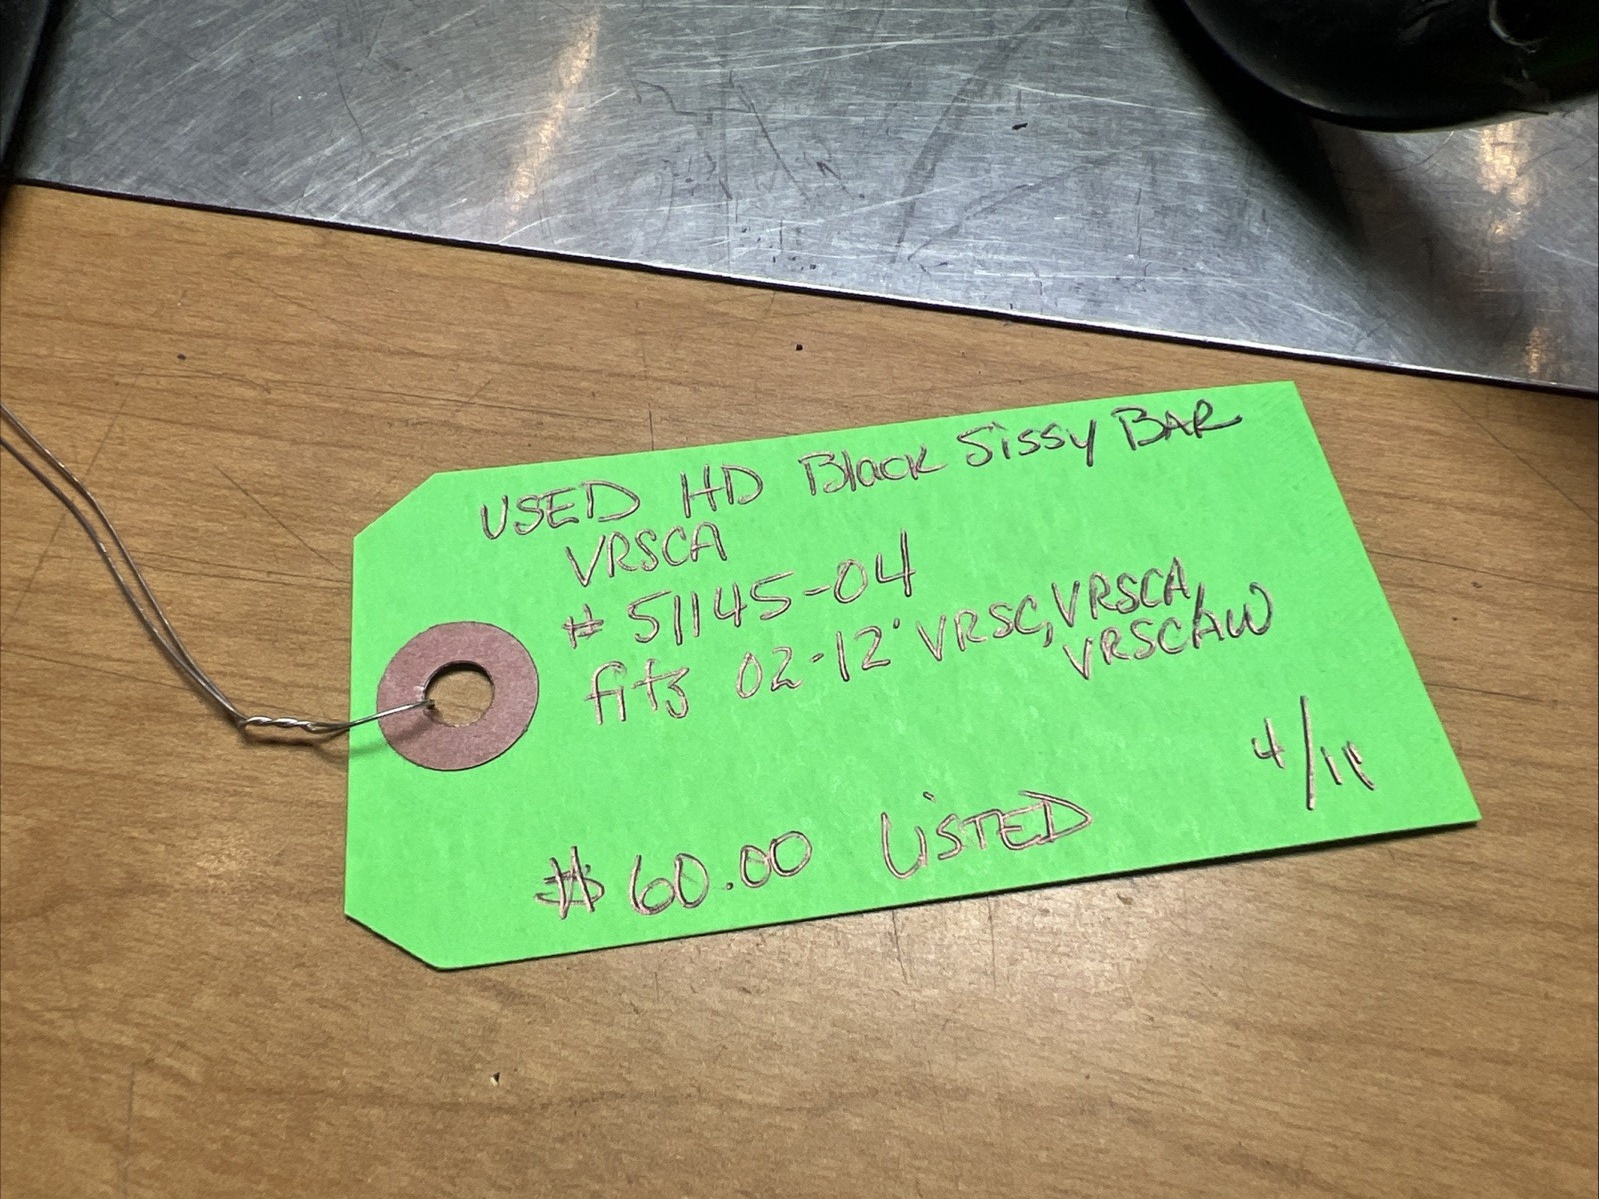 USED HD Black Sissy BAR
VRSCA
# 51145-04
fits 02-12' VRSC, VRSCA,
VRSCAW
4/11
$60.00 LiSTED